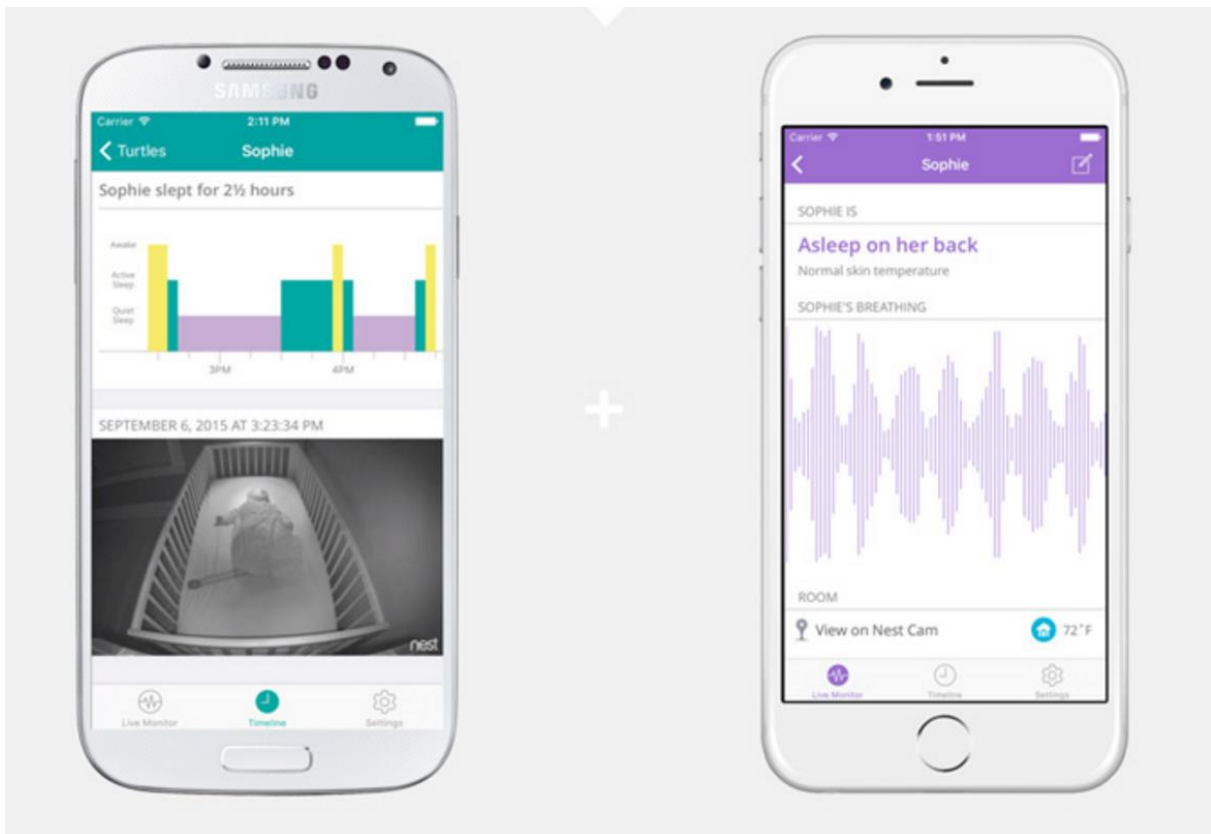 SAMSUNG
Carrier 2:11 PM
Turtles Sophie
Sophie slept for 2½ hours
Awake
Active
Sleep
Quiet
Sleep
3PM 4PM
SEPTEMBER 6, 2015 AT 3:23:34 PM
nest
Live Monitor Timeline Settings
Carrier 1:51 PM
Sophie
SOPHIE IS
Asleep on her back
Normal skin temperature
SOPHIE'S BREATHING
ROOM
View on Nest Cam 72°F
Live Monitor Timeline Settings